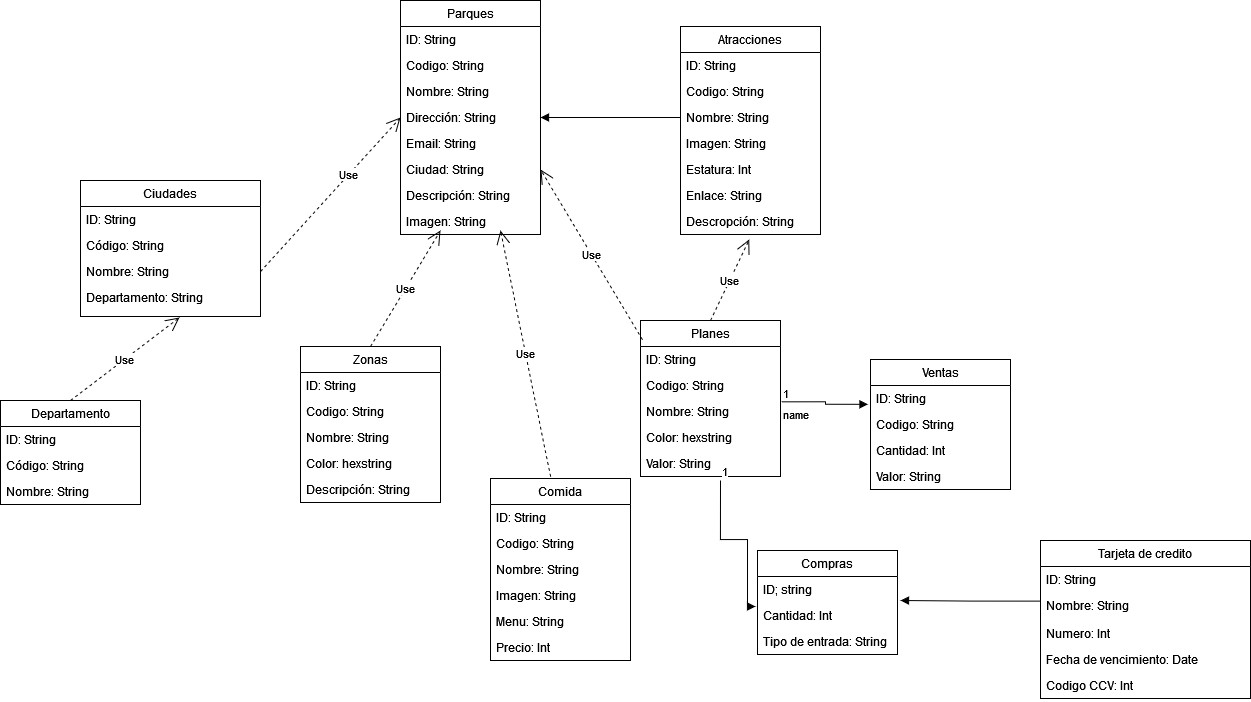 Parques
ID: String
Codigo: String
Nombre: String
Dirección: String
Email: String
Ciudad: String
Descripción: String
Imagen: String
Atracciones
ID: String
Codigo: String
Nombre: String
Imagen: String
Estatura: Int
Enlace: String
Descropción: String
Use
Ciudades
ID: String
Código: String
Nombre: String
Departamento: String
Use
Use
Use
Use
Use
Use
Departamento
ID: String
Código: String
Nombre: String
Zonas
ID: String
Codigo: String
Nombre: String
Color: hexstring
Descripción: String
Comida
ID: String
Codigo: String
Nombre: String
Imagen: String
Menu: String
Precio: Int
Planes
ID: String
Codigo: String
Nombre: String
Color: hexstring
Valor: String
1
name
1
Ventas
ID: String
Codigo: String
Cantidad: Int
Valor: String
Compras
ID; string
Cantidad: Int
Tipo de entrada: String
Tarjeta de credito
ID: String
Nombre: String
Numero: Int
Fecha de vencimiento: Date
Codigo CCV: Int